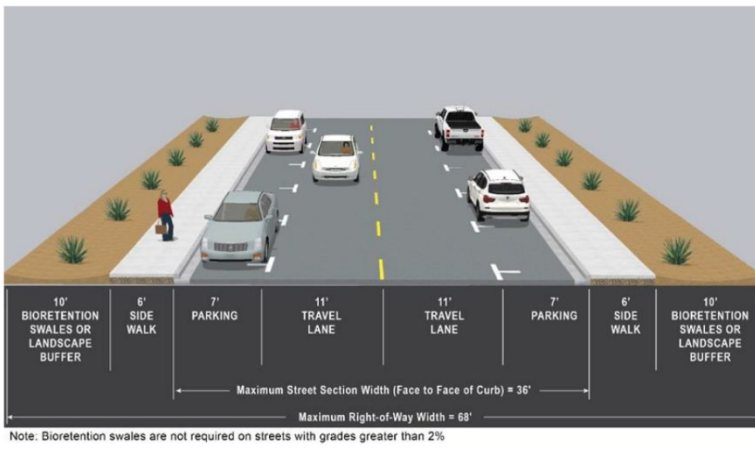 10'
BIORETENTION
SWALES OR
LANDSCAPE
BUFFER
6'
SIDE
WALK
7'
PARKING
11'
TRAVEL
LANE
11'
TRAVEL
LANE
7'
PARKING
6'
SIDE
WALK
10'
BIORETENTION
SWALES OR
LANDSCAPE
BUFFER
Maximum Street Section Width (Face to Face of Curb) = 36'
Maximum Right-of-Way Width = 68'
Note: Bioretention swales are not required on streets with grades greater than 2%